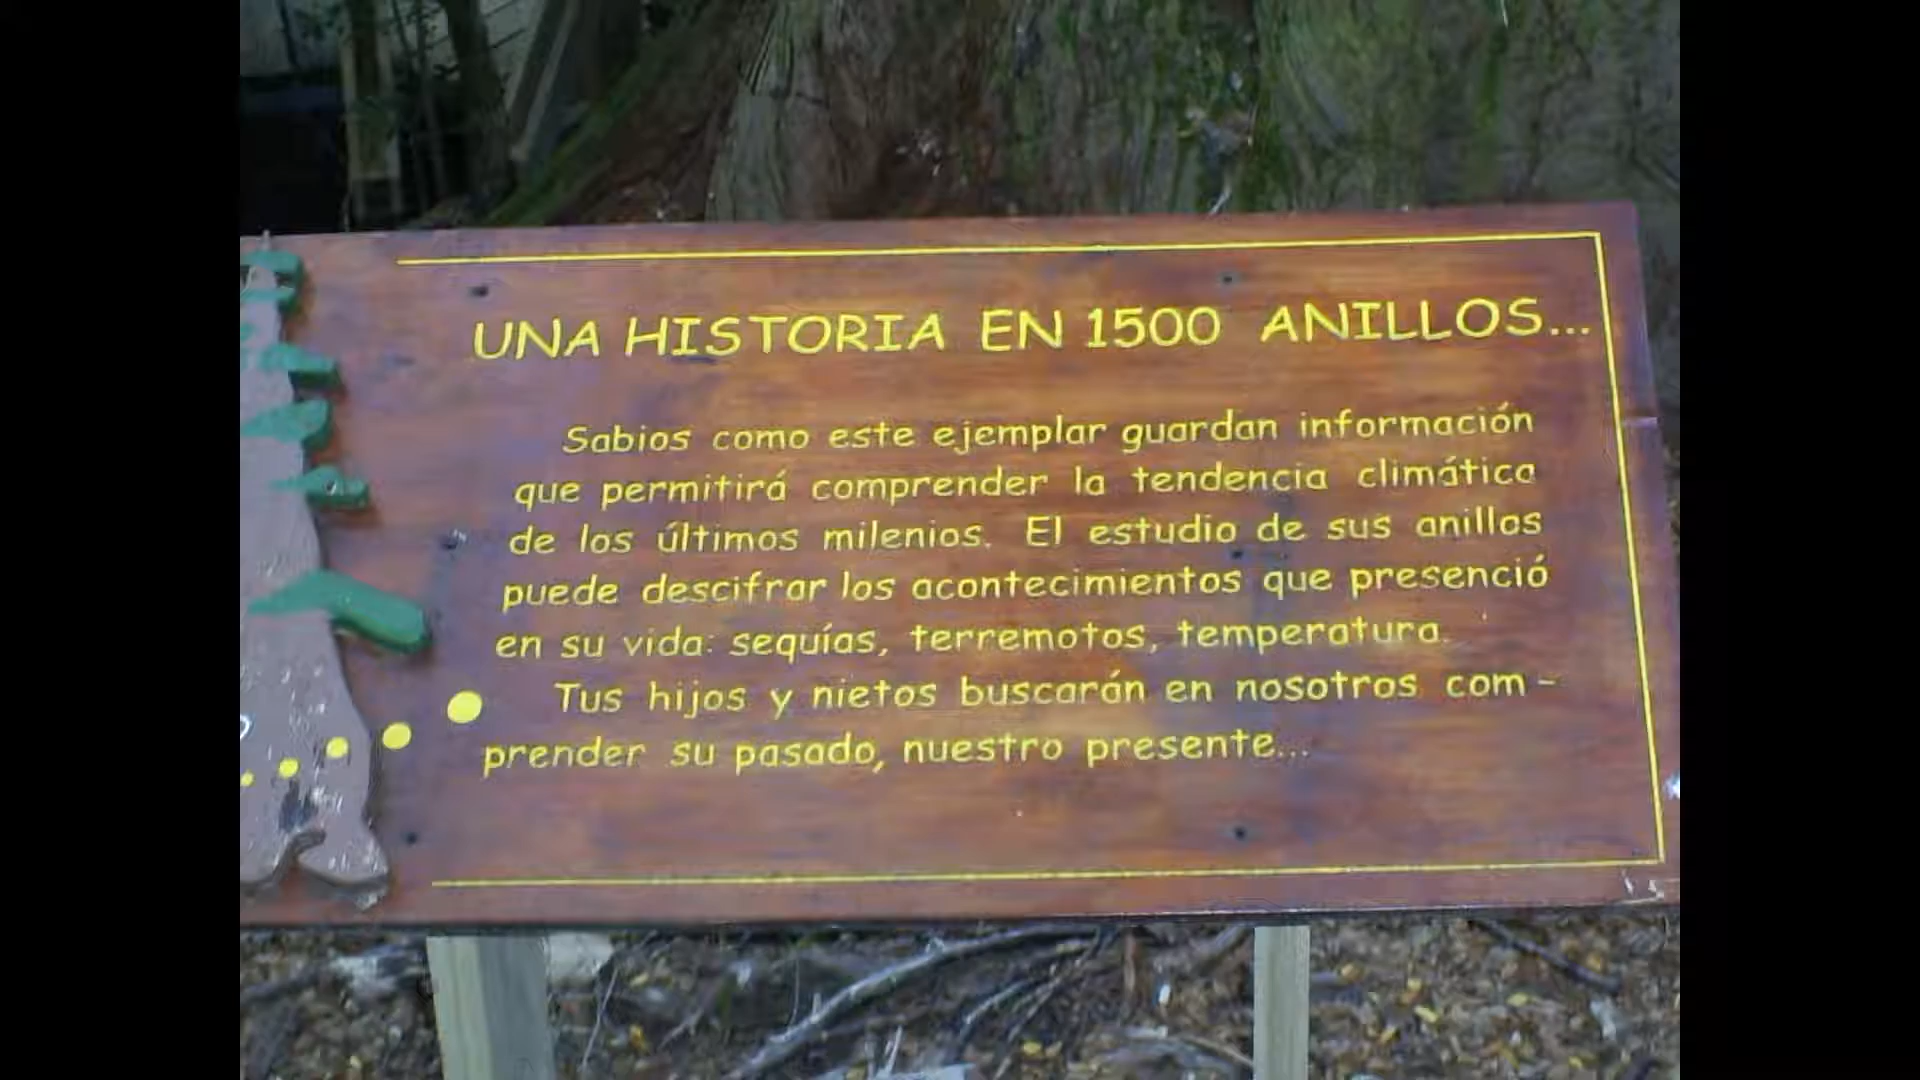 UNA HISTORIA EN 1500 ANILLOS...
Sabios como este ejemplar guardan información
que permitirá comprender la tendencia climática
de los últimos milenios. El estudio de sus anillos
puede descifrar los acontecimientos que presenció
en su vida: sequías, terremotos, temperatura.
Tus hijos y nietos buscarán en nosotros com-
prender su pasado, nuestro presente...